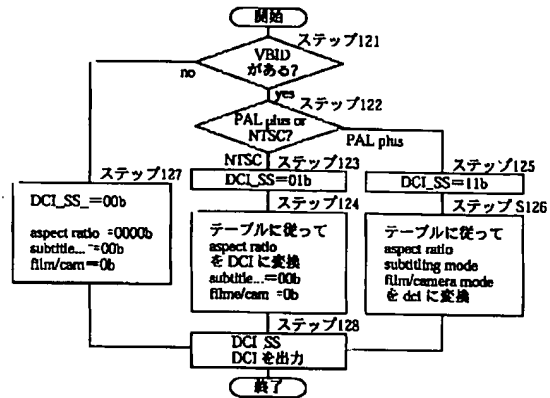 開始
ステップ121
VBID
がある?
no
yes
ステップ122
PAL plus or
NTSC?
PAL plus
NTSC
ステップ123
DCI_SS=01b
ステップ125
DCI_SS=11b
ステップ127
DCI_SS_=00b
aspect ratio =0000b
subtitle... =00b
film/cam=0b
ステップ124
テーブルに従って
aspect ratio
を DCI に変換
subtitle...=00b
filme/cam =0b
ステップ S126
テーブルに従って
aspect ratio
subtitling mode
film/camera mode
を dci に変換
ステップ128
DCI_SS
DCI を出力
終了